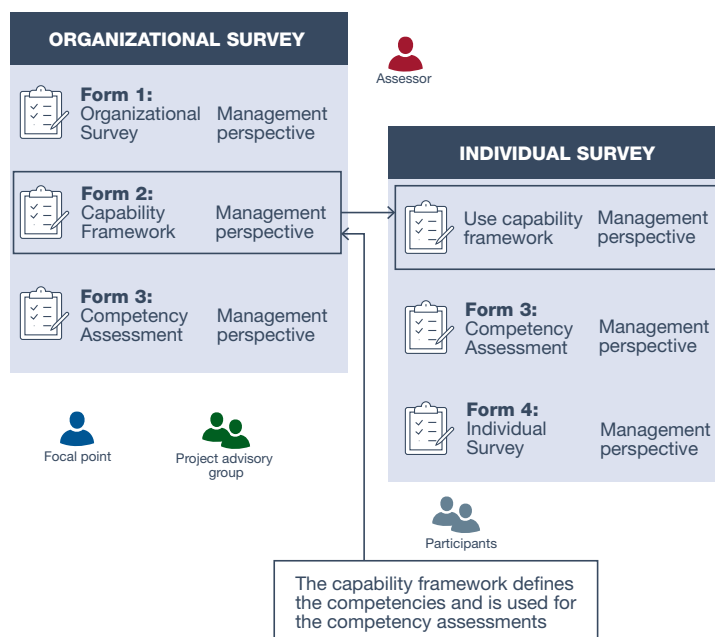 ORGANIZATIONAL SURVEY
Form 1:
Organizational
Survey
Management
perspective
Form 2:
Capability
Framework
Management
perspective
Form 3:
Competency
Assessment
Management
perspective
Assessor
INDIVIDUAL SURVEY
Use capability
framework
Management
perspective
Form 3:
Competency
Assessment
Management
perspective
Form 4:
Individual
Survey
Management
perspective
Focal point
Project advisory
group
Participants
The capability framework defines
the competencies and is used for
the competency assessments